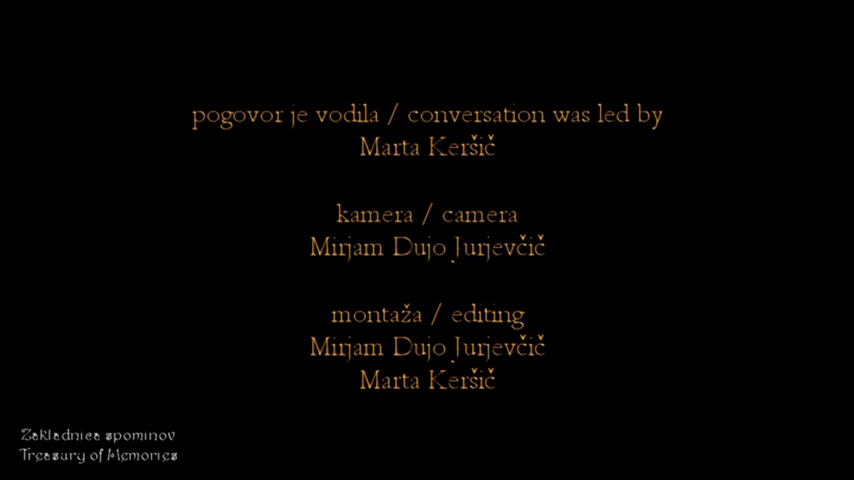 pogovor je vodila / conversation was led by
Marta Keršič
kamera / camera
Mirjam Dujo Jurjevčič
montaža / editing
Mirjam Dujo Jurjevčič
Marta Keršič
Zakladnica spominov
Treasury of Memories